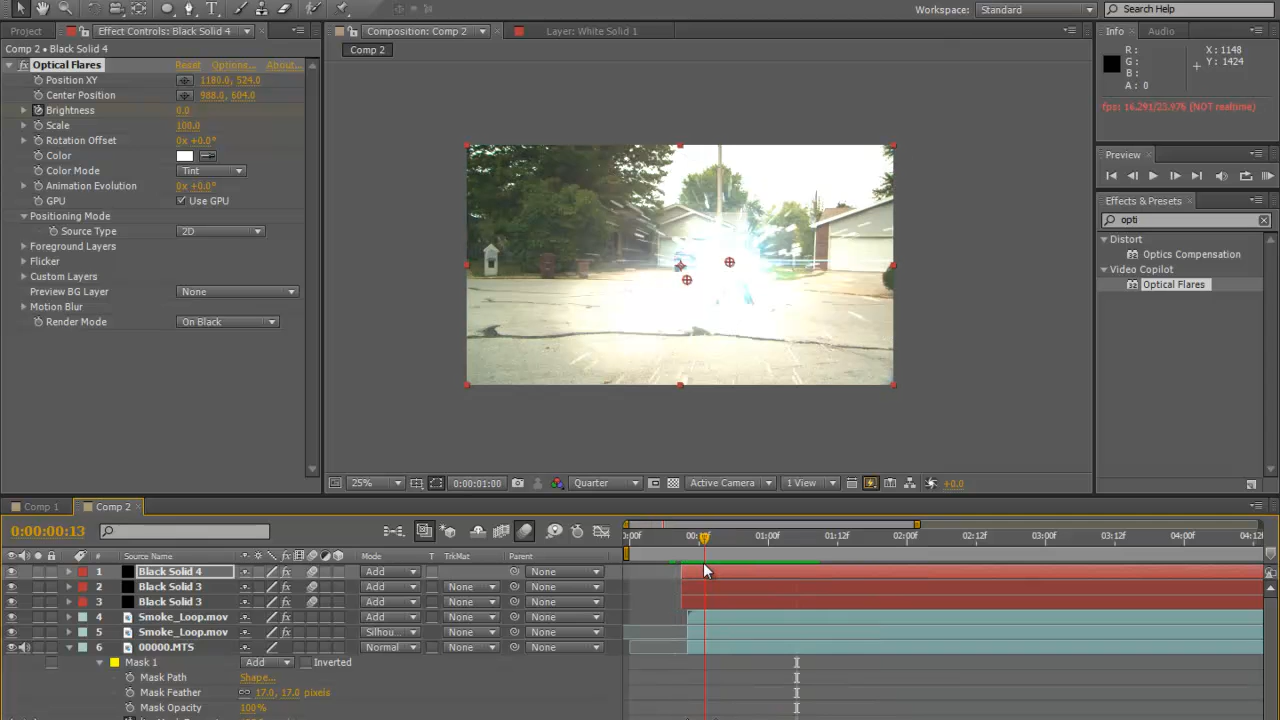 Workspace: Standard Search Help
Project Effect Controls: Black Solid 4 Composition: Comp 2 Layer: White Solid 1 Info Audio
Comp 2 • Black Solid 4 Comp 2
Optical Flares Reset Options... About...
Position XY 1180.0, 524.0
Center Position 988.0, 604.0
Brightness 0.0
Scale 100.0
Rotation Offset 0x +0.0°
Color
Color Mode Tint
Animation Evolution 0x +0.0°
GPU Use GPU
Positioning Mode
Source Type 2D
Foreground Layers
Flicker
Custom Layers
Preview BG Layer None
Motion Blur
Render Mode On Black
R: X: 1148
G: Y: 1424
B:
A: 0
fps: 16.291/23.976 (NOT realtime)
Preview
Effects & Presets
opti
Distort
Optics Compensation
Video Copilot
Optical Flares
25% 0:00:01:00 Quarter Active Camera 1 View +0.0
Comp 1 Comp 2
0:00:00:13 0:00f 01:00f 01:12f 02:00f 02:12f 03:00f 03:12f 04:00f 04:12f
# Source Name Mode T TrkMat Parent
1 Black Solid 4 Add None
2 Black Solid 3 Add None None
3 Black Solid 3 Add None None
4 Smoke_Loop.mov Add None None
5 Smoke_Loop.mov Silhou... None None
6 00000.MTS Normal None None
Mask 1 Add Inverted
Mask Path Shape...
Mask Feather 17.0, 17.0 pixels
Mask Opacity 100%